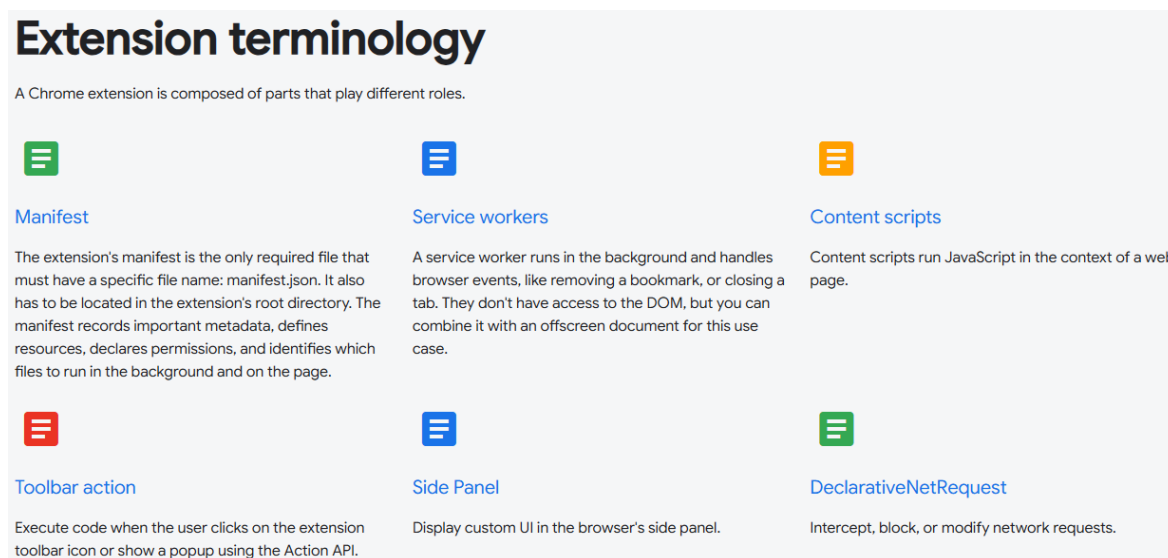 Extension terminology
A Chrome extension is composed of parts that play different roles.
Manifest
The extension's manifest is the only required file that
must have a specific file name: manifest.json. It also
has to be located in the extension's root directory. The
manifest records important metadata, defines
resources, declares permissions, and identifies which
files to run in the background and on the page.
Service workers
A service worker runs in the background and handles
browser events, like removing a bookmark, or closing a
tab. They don't have access to the DOM, but you can
combine it with an offscreen document for this use
case.
Content scripts
Content scripts run JavaScript in the context of a web
page.
Toolbar action
Execute code when the user clicks on the extension
toolbar icon or show a popup using the Action API.
Side Panel
Display custom UI in the browser's side panel.
DeclarativeNetRequest
Intercept, block, or modify network requests.